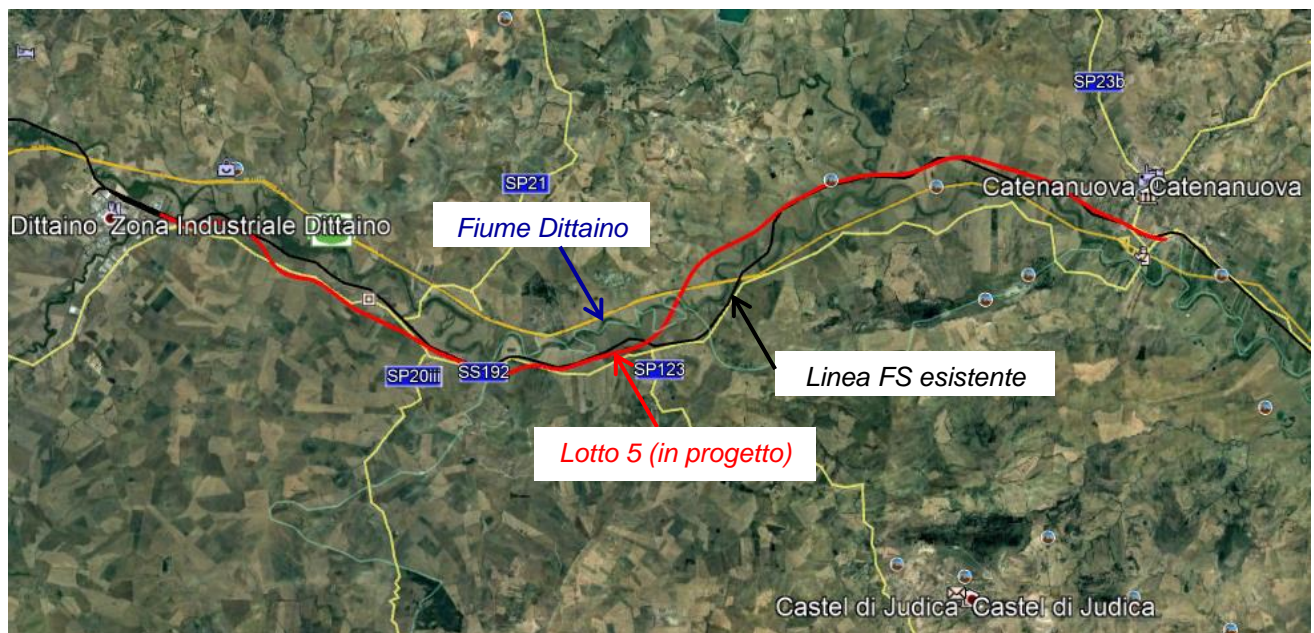 SP23b
Catenanuova Catenanuova
SP21
Dittaino Zona Industriale Dittaino
Fiume Dittaino
Linea FS esistente
SP20iii
SS192
SP123
Lotto 5 (in progetto)
Castel di Judica Castel di Judica